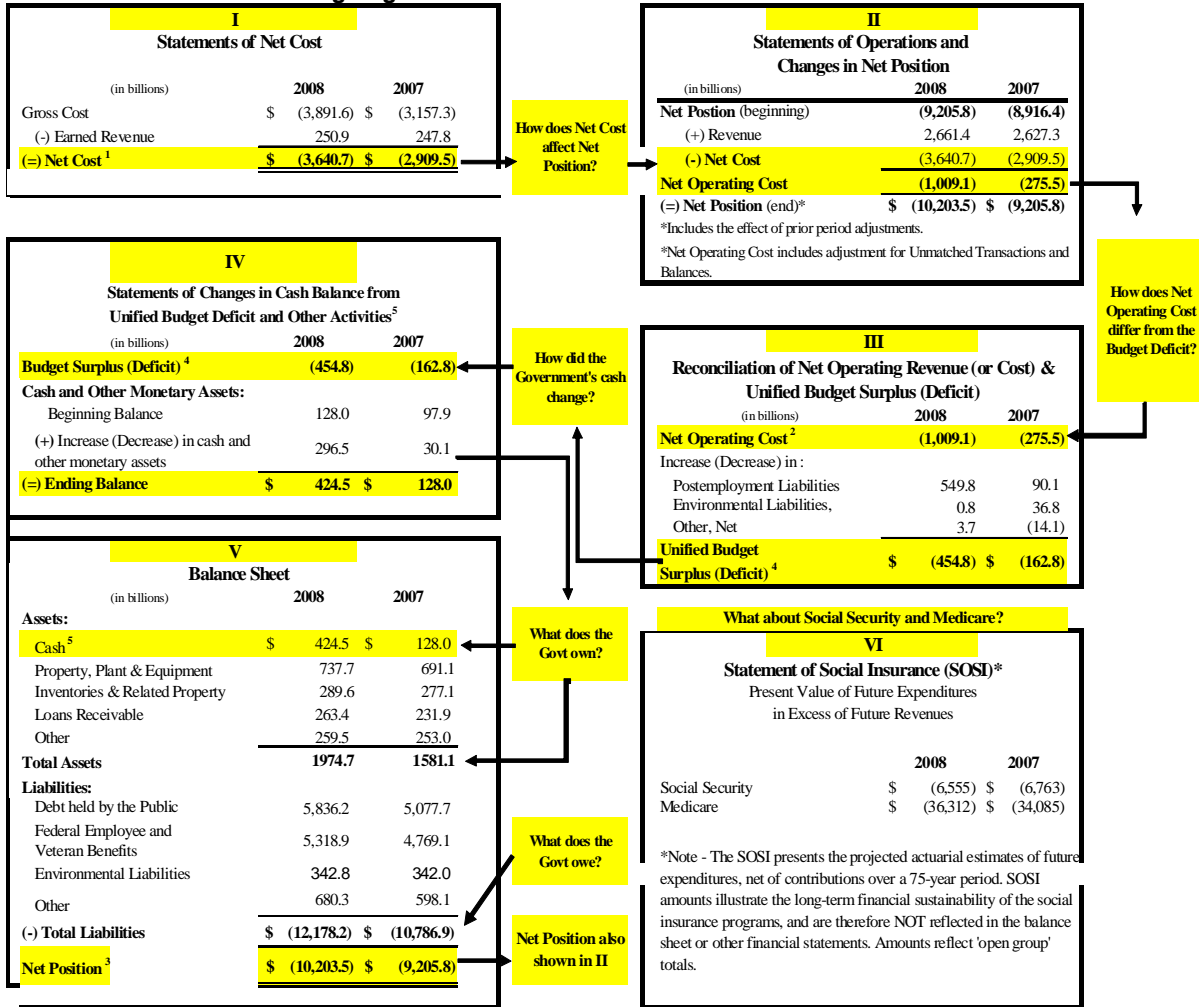 I
Statements of Net Cost
(in billions) 2008 2007
Gross Cost $ (3,891.6) $ (3,157.3)
(-) Earned Revenue 250.9 247.8
(=) Net Cost 1 $ (3,640.7) $ (2,909.5)
How does Net Cost
affect Net
Position?
II
Statements of Operations and
Changes in Net Position
(in billions) 2008 2007
Net Postion (beginning) (9,205.8) (8,916.4)
(+) Revenue 2,661.4 2,627.3
(-) Net Cost (3,640.7) (2,909.5)
Net Operating Cost (1,009.1) (275.5)
(=) Net Position (end)* $ (10,203.5) $ (9,205.8)
*Includes the effect of prior period adjustments.
*Net Operating Cost includes adjustment for Unmatched Transactions and
Balances.
How does Net
Operating Cost
differ from the
Budget Deficit?
IV
Statements of Changes in Cash Balance from
Unified Budget Deficit and Other Activities5
(in billions) 2008 2007
Budget Surplus (Deficit) 4 (454.8) (162.8)
Cash and Other Monetary Assets:
Beginning Balance 128.0 97.9
(+) Increase (Decrease) in cash and
other monetary assets 296.5 30.1
(=) Ending Balance $ 424.5 $ 128.0
How did the
Government's cash
change?
III
Reconciliation of Net Operating Revenue (or Cost) &
Unified Budget Surplus (Deficit)
(in billions) 2008 2007
Net Operating Cost 2 (1,009.1) (275.5)
Increase (Decrease) in :
Postemployment Liabilities 549.8 90.1
Environmental Liabilities, 0.8 36.8
Other, Net 3.7 (14.1)
Unified Budget
Surplus (Deficit) 4 $ (454.8) $ (162.8)
V
Balance Sheet
(in billions) 2008 2007
Assets:
Cash5 $ 424.5 $ 128.0
Property, Plant & Equipment 737.7 691.1
Inventories & Related Property 289.6 277.1
Loans Receivable 263.4 231.9
Other 259.5 253.0
Total Assets 1974.7 1581.1
Liabilities:
Debt held by the Public 5,836.2 5,077.7
Federal Employee and
Veteran Benefits 5,318.9 4,769.1
Environmental Liabilities 342.8 342.0
Other 680.3 598.1
(-) Total Liabilities $ (12,178.2) $ (10,786.9)
Net Position 3 $ (10,203.5) $ (9,205.8)
What does the
Govt own?
What does the
Govt owe?
Net Position also
shown in II
What about Social Security and Medicare?
VI
Statement of Social Insurance (SOSI)*
Present Value of Future Expenditures
in Excess of Future Revenues
2008 2007
Social Security $ (6,555) $ (6,763)
Medicare $ (36,312) $ (34,085)
*Note - The SOSI presents the projected actuarial estimates of future
expenditures, net of contributions over a 75-year period. SOSI
amounts illustrate the long-term financial sustainability of the social
insurance programs, and are therefore NOT reflected in the balance
sheet or other financial statements. Amounts reflect 'open group'
totals.